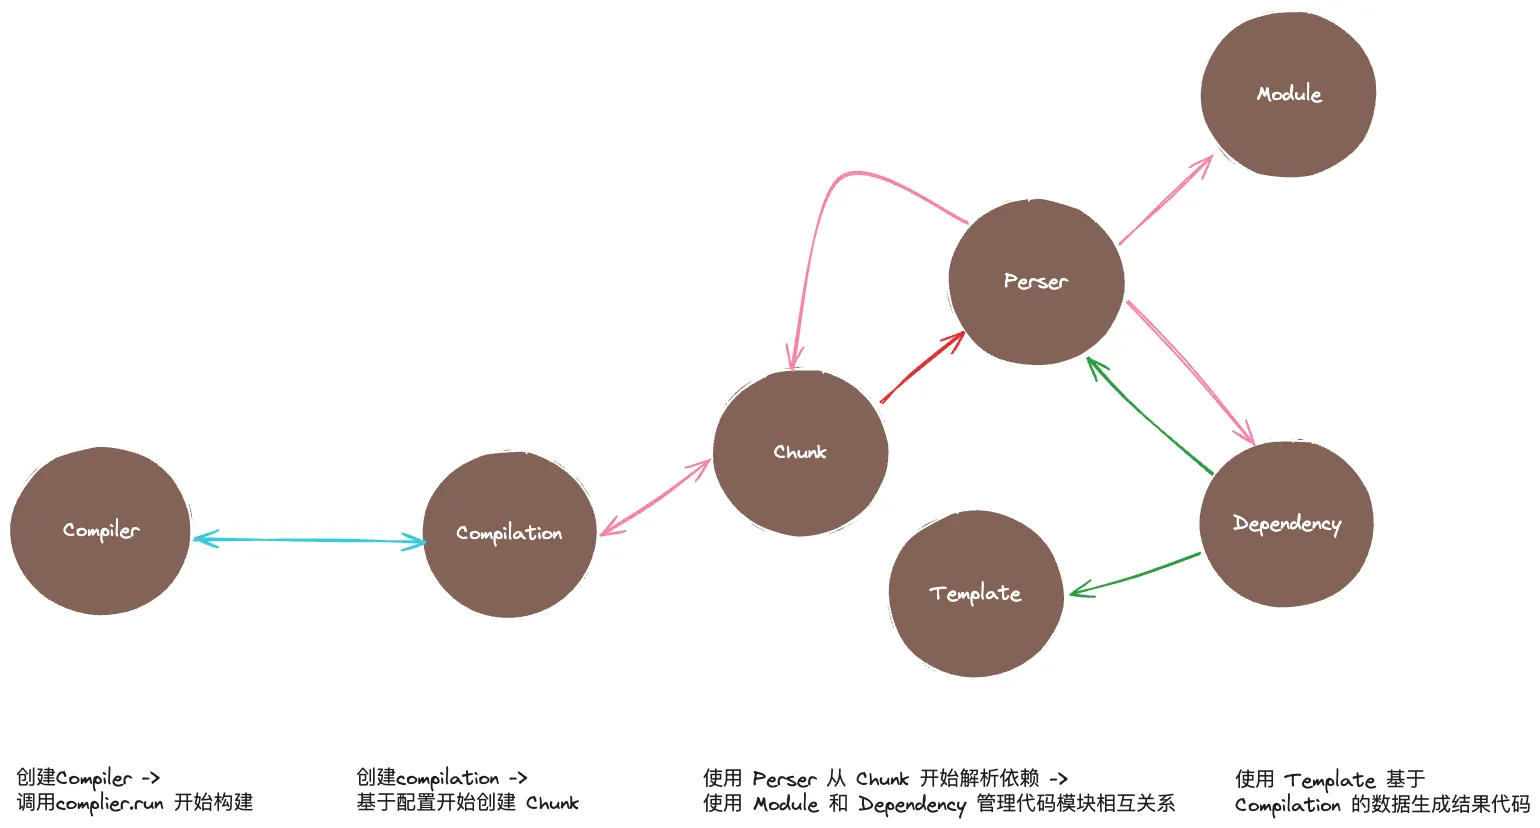 Module
Perser
Chunk
Compiler
Compilation
Dependency
Template
创建Compiler ->
调用complier.run 开始构建
创建compilation ->
基于配置开始创建 Chunk
使用 Perser 从 Chunk 开始解析依赖 ->
使用 Module 和 Dependency 管理代码模块相互关系
使用 Template 基于
Compilation 的数据生成结果代码